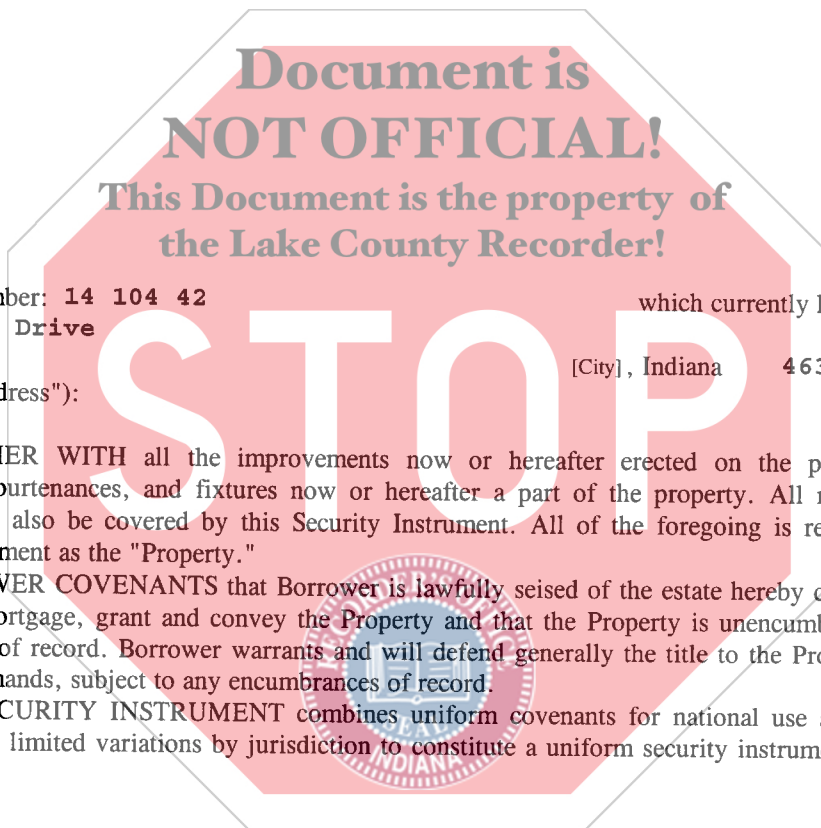 Document is
NOT OFFICIAL!
This Document is the property of
the Lake County Recorder!
ber: 14 104 42 which currently
Drive
[City], Indiana 463
dress"):
STOP
ER WITH all the improvements now or hereafter erected on the p
purtenances, and fixtures now or hereafter a part of the property. All
also be covered by this Security Instrument. All of the foregoing is re
ment as the "Property."
WER COVENANTS that Borrower is lawfully seised of the estate hereby
ortgage, grant and convey the Property and that the Property is unencumb
of record. Borrower warrants and will defend generally the title to the Pro
ands, subject to any encumbrances of record.
CURITY INSTRUMENT combines uniform covenants for national use
limited variations by jurisdiction to constitute a uniform security instrum
SEAL
INDIANA